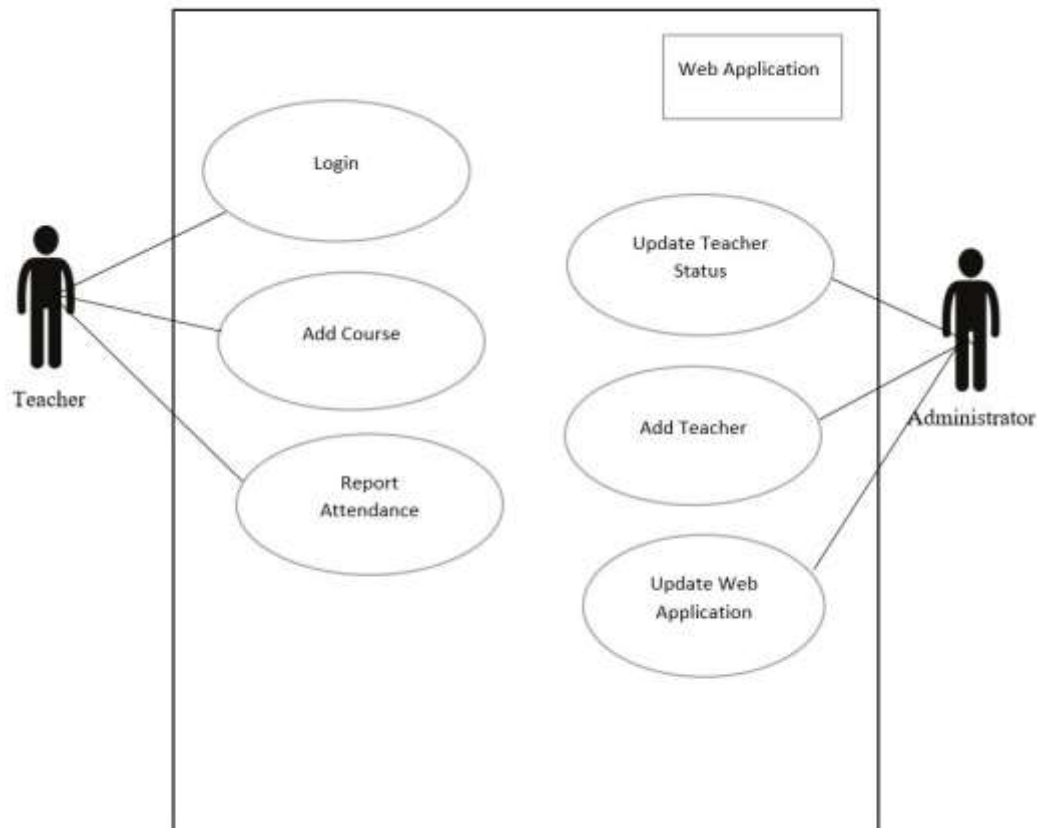 Web Application
Login
Update Teacher
Status
Add Course
Teacher
Add Teacher
Administrator
Report
Attendance
Update Web
Application